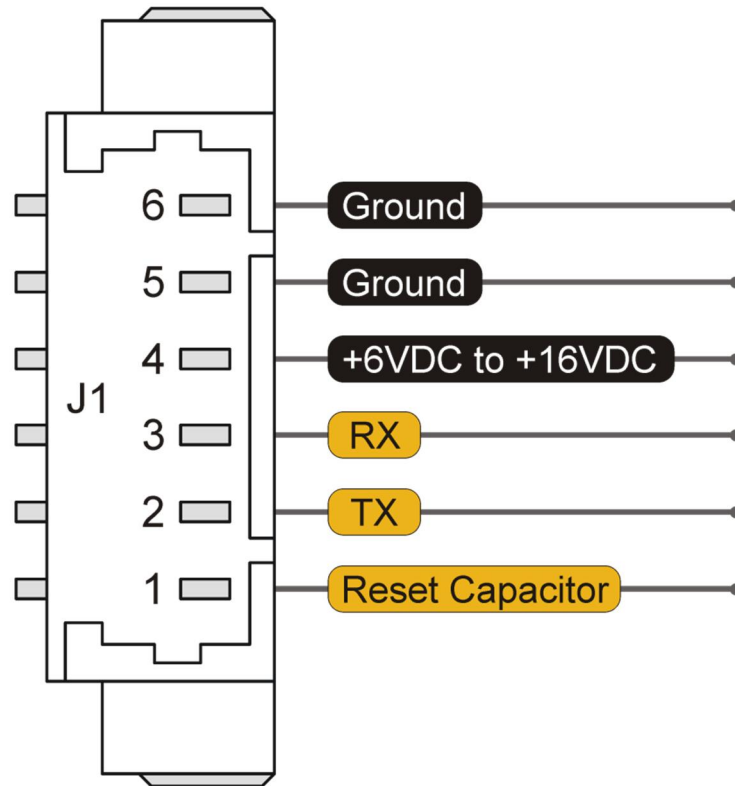 6 Ground
5 Ground
4 +6VDC to +16VDC
J1
3 RX
2 TX
1 Reset Capacitor